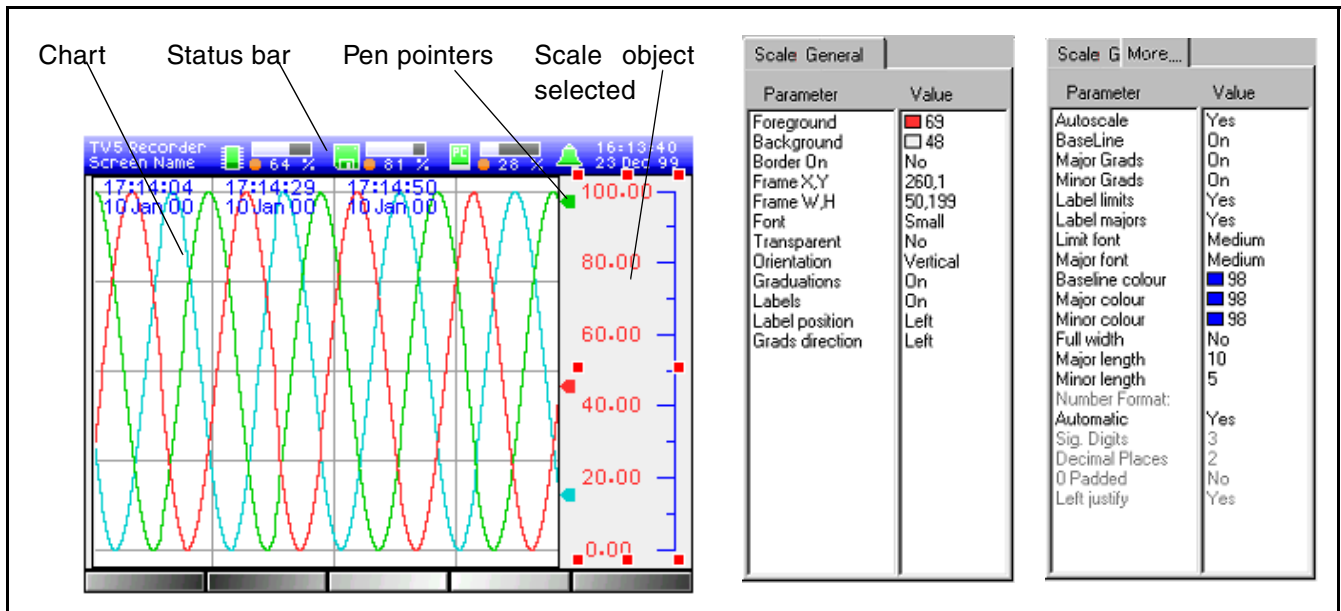 Chart Status bar Pen pointers Scale object selected
TV5 Recorder
Screen Name
64 %
81 %
PC
28 %
16:13:40
23 Dec 99
17:14:04 17:14:29 17:14:50
10 Jan 00 10 Jan 00 10 Jan 00
100.00
80.00
60.00
40.00
20.00
0.00
Scale General
Parameter Value
Foreground 69
Background 48
Border On No
Frame X,Y 260,1
Frame W,H 50,199
Font Small
Transparent No
Orientation Vertical
Graduations On
Labels On
Label position Left
Grads direction Left
Scale G More....
Parameter Value
Autoscale Yes
BaseLine On
Major Grads On
Minor Grads On
Label limits Yes
Label majors Yes
Limit font Medium
Major font Medium
Baseline colour 98
Major colour 98
Minor colour 98
Full width No
Major length 10
Minor length 5
Number Format:
Automatic Yes
Sig. Digits 3
Decimal Places 2
0 Padded No
Left justify Yes